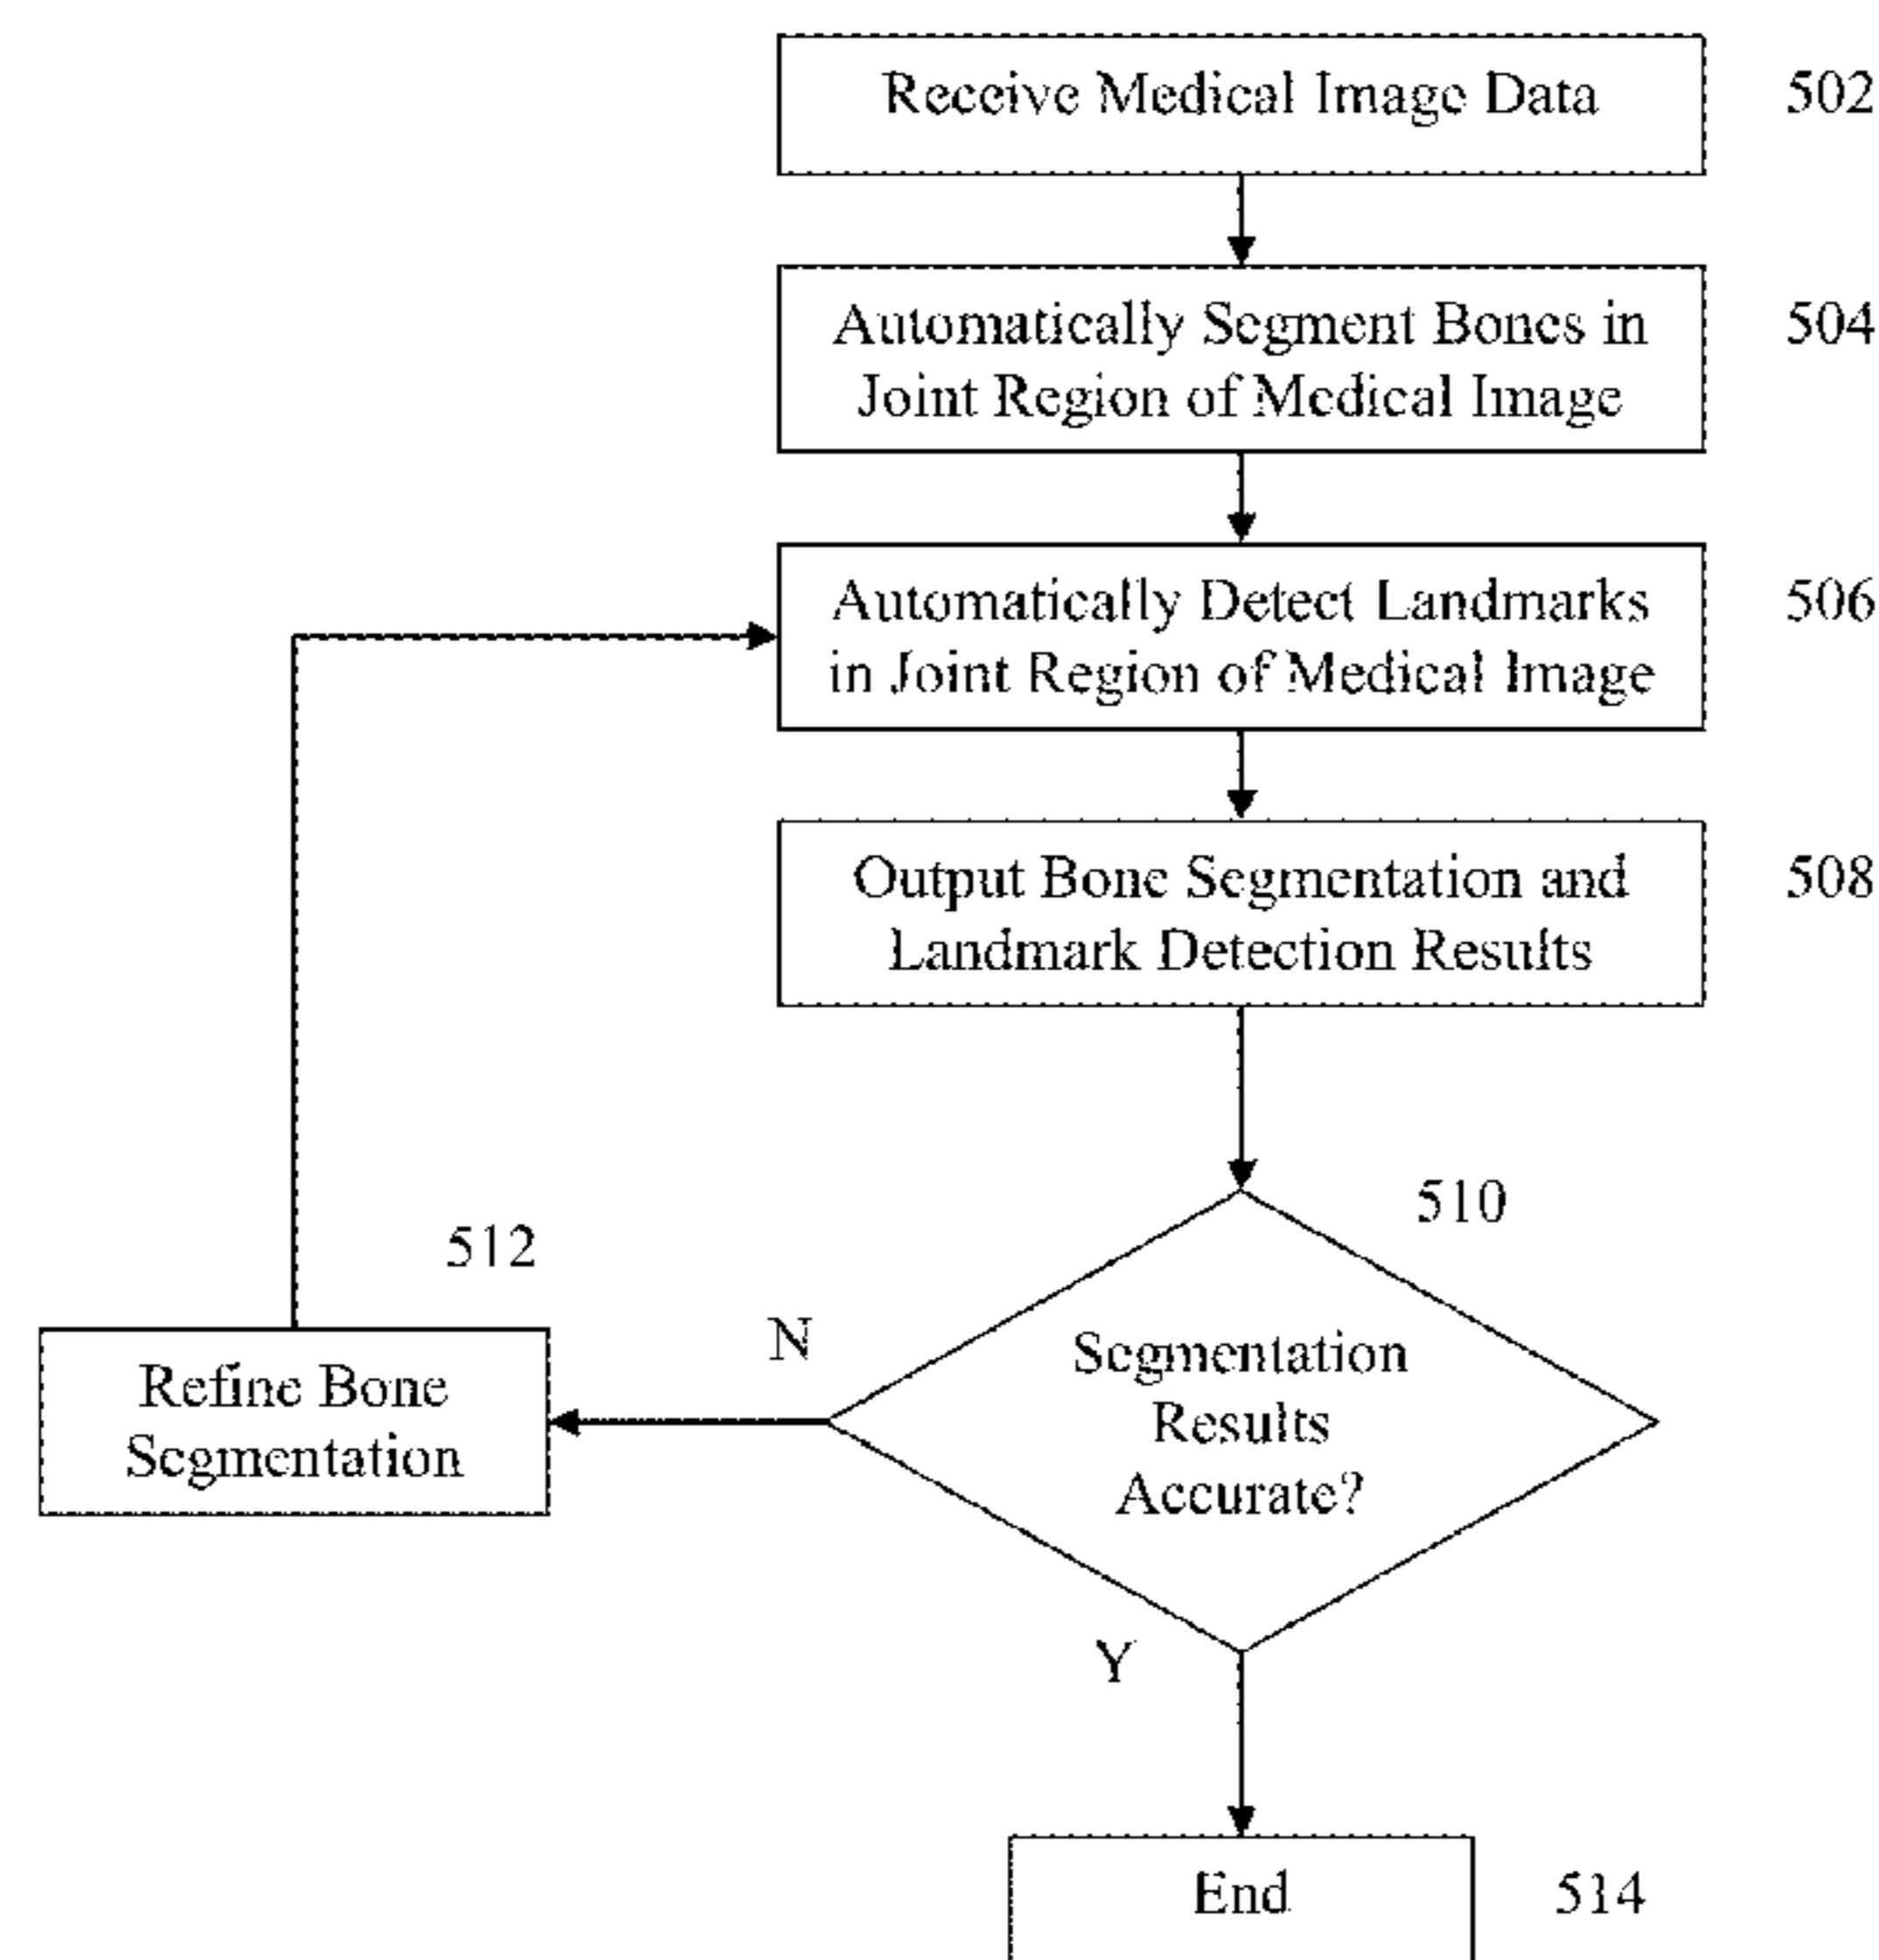 Receive Medical Image Data
502
Automatically Segment Bones in
Joint Region of Medical Image
504
Automatically Detect Landmarks
in Joint Region of Medical Image
506
Output Bone Segmentation and
Landmark Detection Results
508
510
Segmentation
Results
Accurate?
N
512
Refine Bone
Segmentation
Y
End
514